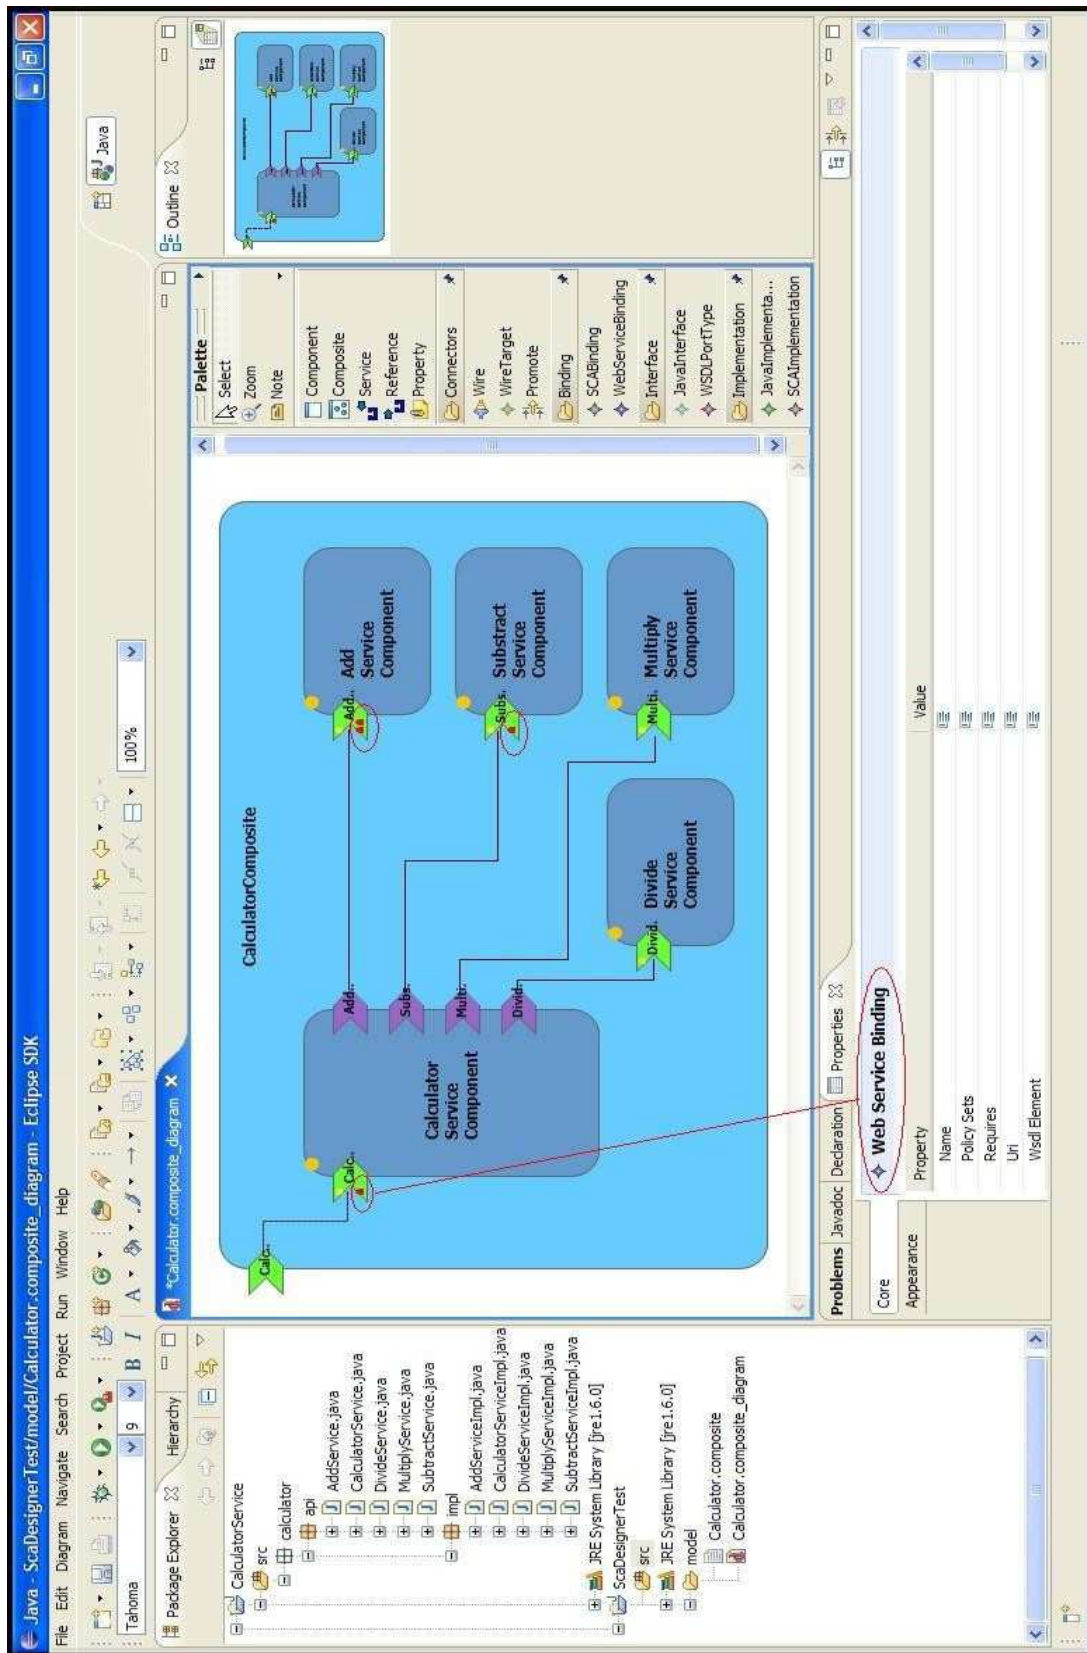 Java - ScaDesignerTest/model/Calculator.composite_diagram - Eclipse SDK
File Edit Diagram Navigate Search Project Run Window Help
Java
Tahoma 9 B I A 100%
Package Explorer Hierarchy
CalculatorService
src
calculator
api
AddService.java
CalculatorService.java
DivideService.java
MultiplyService.java
SubtractService.java
impl
AddServiceImpl.java
CalculatorServiceImpl.java
DivideServiceImpl.java
MultiplyServiceImpl.java
SubtractServiceImpl.java
JRE System Library [jre1.6.0]
ScaDesignerTest
src
JRE System Library [jre1.6.0]
model
Calculator.composite
Calculator.composite_diagram
*Calculator.composite_diagram
CalculatorComposite
Calc..
Calc..
Calculator
Service
Component
Add..
Subs.
Multi.
Divid.
Add..
Add
Service
Component
Subs.
Substract
Service
Component
Multi.
Multiply
Service
Component
Divid.
Divide
Service
Component
Palette
Select
Zoom
Note
Component
Composite
Service
Reference
Property
Connectors
Wire
WireTarget
Promote
Binding
SCABinding
WebServiceBinding
Interface
JavaInterface
WSDLPortType
Implementation
JavaImplementa...
SCAImplementation
Outline
Problems Javadoc Declaration Properties
Core
Appearance
Web Service Binding
Property Value
Name
Policy Sets
Requires
Uri
Wsdl Element